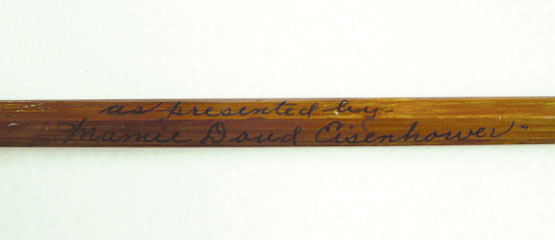 as presented by
"Mamie Doud Eisenhower"